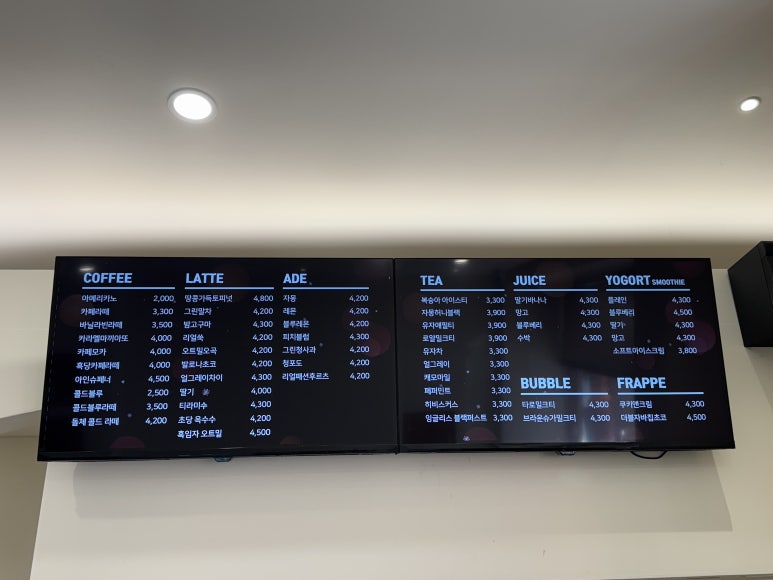 COFFEE
아메리카노 2,000
카페라떼 3,300
바닐라빈라떼 3,500
카라멜마끼아또 4,000
카페모카 4,000
흑당카페라떼 4,000
아인슈페너 4,500
콜드블루 2,500
콜드블루라떼 3,500
돌체 콜드 라떼 4,200
LATTE
땅콩가득토피넛 4,800
그린말차 4,200
밤고구마 4,300
리얼쑥 4,200
오트밀오곡 4,200
발로나초코 4,200
얼그레이차이 4,300
딸기 4,000
티라미수 4,300
초당 옥수수 4,200
흑임자 오트밀 4,500
ADE
자몽 4,200
레몬 4,200
블루레몬 4,200
피치블럼 4,300
그린청사과 4,200
청포도 4,200
리얼패션후르츠 4,200
TEA
복숭아 아이스티 3,300
자몽허니블랙 3,900
유자에밀티 3,900
로얄밀크티 3,900
유자차 3,300
얼그레이 3,300
캐모마일 3,300
페퍼민트 3,300
히비스커스 3,300
잉글리스 블랙퍼스트 3,300
JUICE
딸기바나나 4,300
망고 4,300
블루베리 4,300
수박 4,300
YOGORT SMOOTHIE
플레인 4,300
블루베리 4,500
딸기 4,300
망고 4,300
소프트아이스크림 3,800
BUBBLE
타로밀크티 4,300
브라운슈가밀크티 4,300
FRAPPE
쿠키앤크림 4,300
더블자바칩초코 4,500